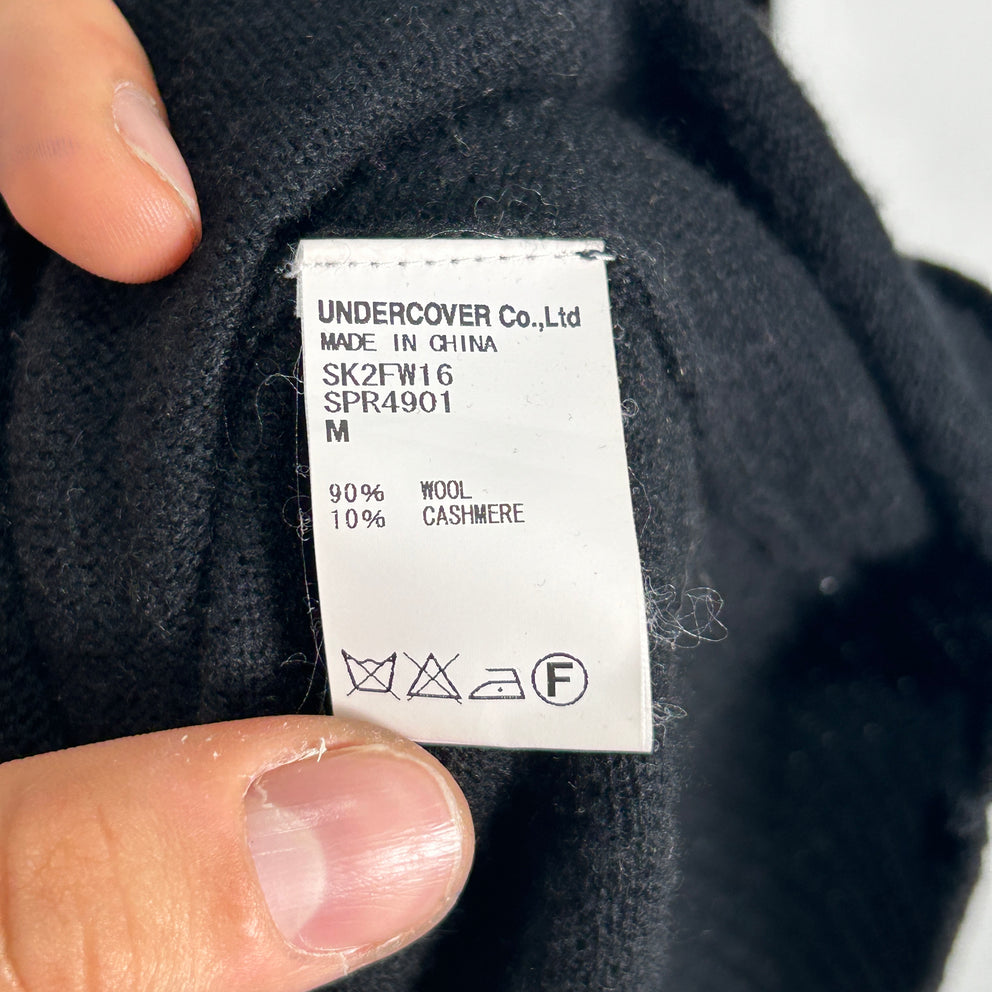 UNDERCOVER Co.,Ltd
MADE IN CHINA
SK2FW16
SPR4901
M
90% WOOL
10% CASHMERE
F